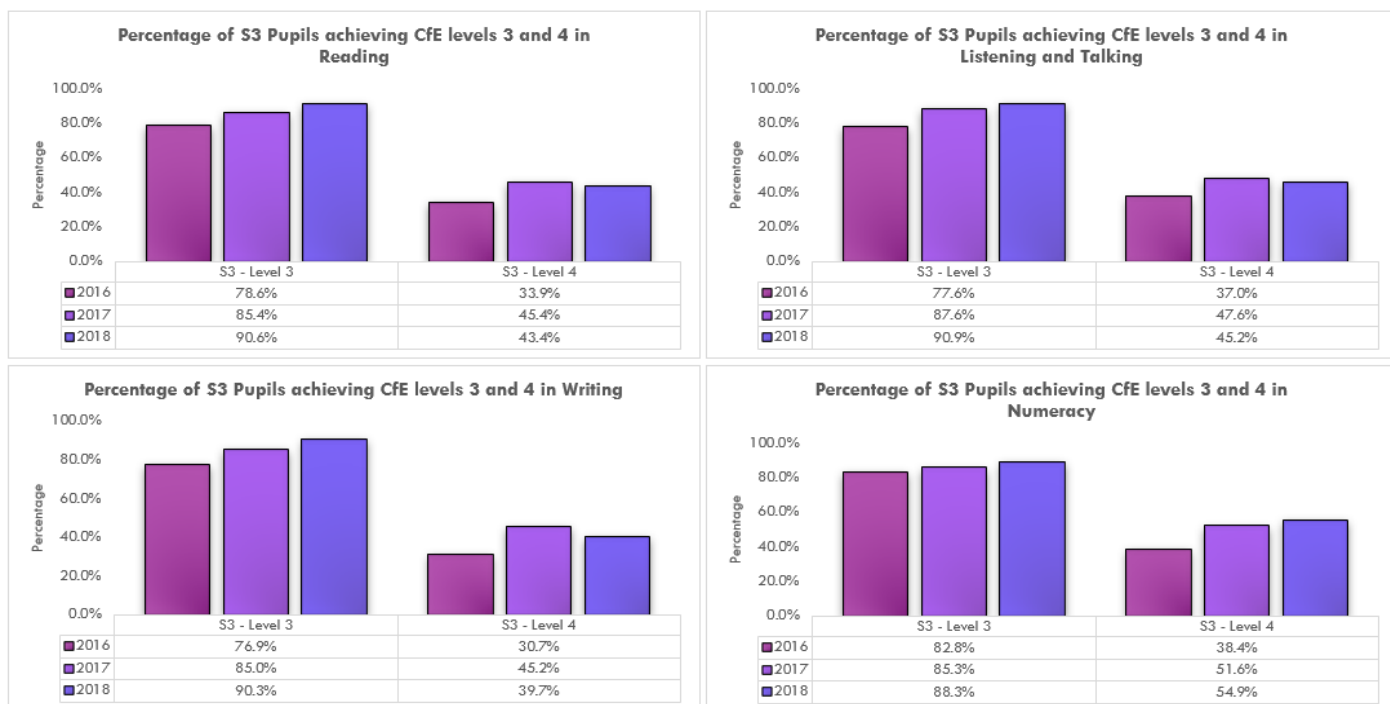 Percentage of S3 Pupils achieving CfE levels 3 and 4 in
Reading
100.0%
80.0%
60.0%
40.0%
20.0%
0.0%
Percentage
S3 - Level 3 S3 - Level 4
2016 78.6% 33.9%
2017 85.4% 45.4%
2018 90.6% 43.4%
Percentage of S3 Pupils achieving CfE levels 3 and 4 in
Listening and Talking
100.0%
80.0%
60.0%
40.0%
20.0%
0.0%
Percentage
S3 - Level 3 S3 - Level 4
2016 77.6% 37.0%
2017 87.6% 47.6%
2018 90.9% 45.2%
Percentage of S3 Pupils achieving CfE levels 3 and 4 in Writing
100.0%
80.0%
60.0%
40.0%
20.0%
0.0%
Percentage
S3 - Level 3 S3 - Level 4
2016 76.9% 30.7%
2017 85.0% 45.2%
2018 90.3% 39.7%
Percentage of S3 Pupils achieving CfE levels 3 and 4 in
Numeracy
100.0%
80.0%
60.0%
40.0%
20.0%
0.0%
Percentage
S3 - Level 3 S3 - Level 4
2016 82.8% 38.4%
2017 85.3% 51.6%
2018 88.3% 54.9%